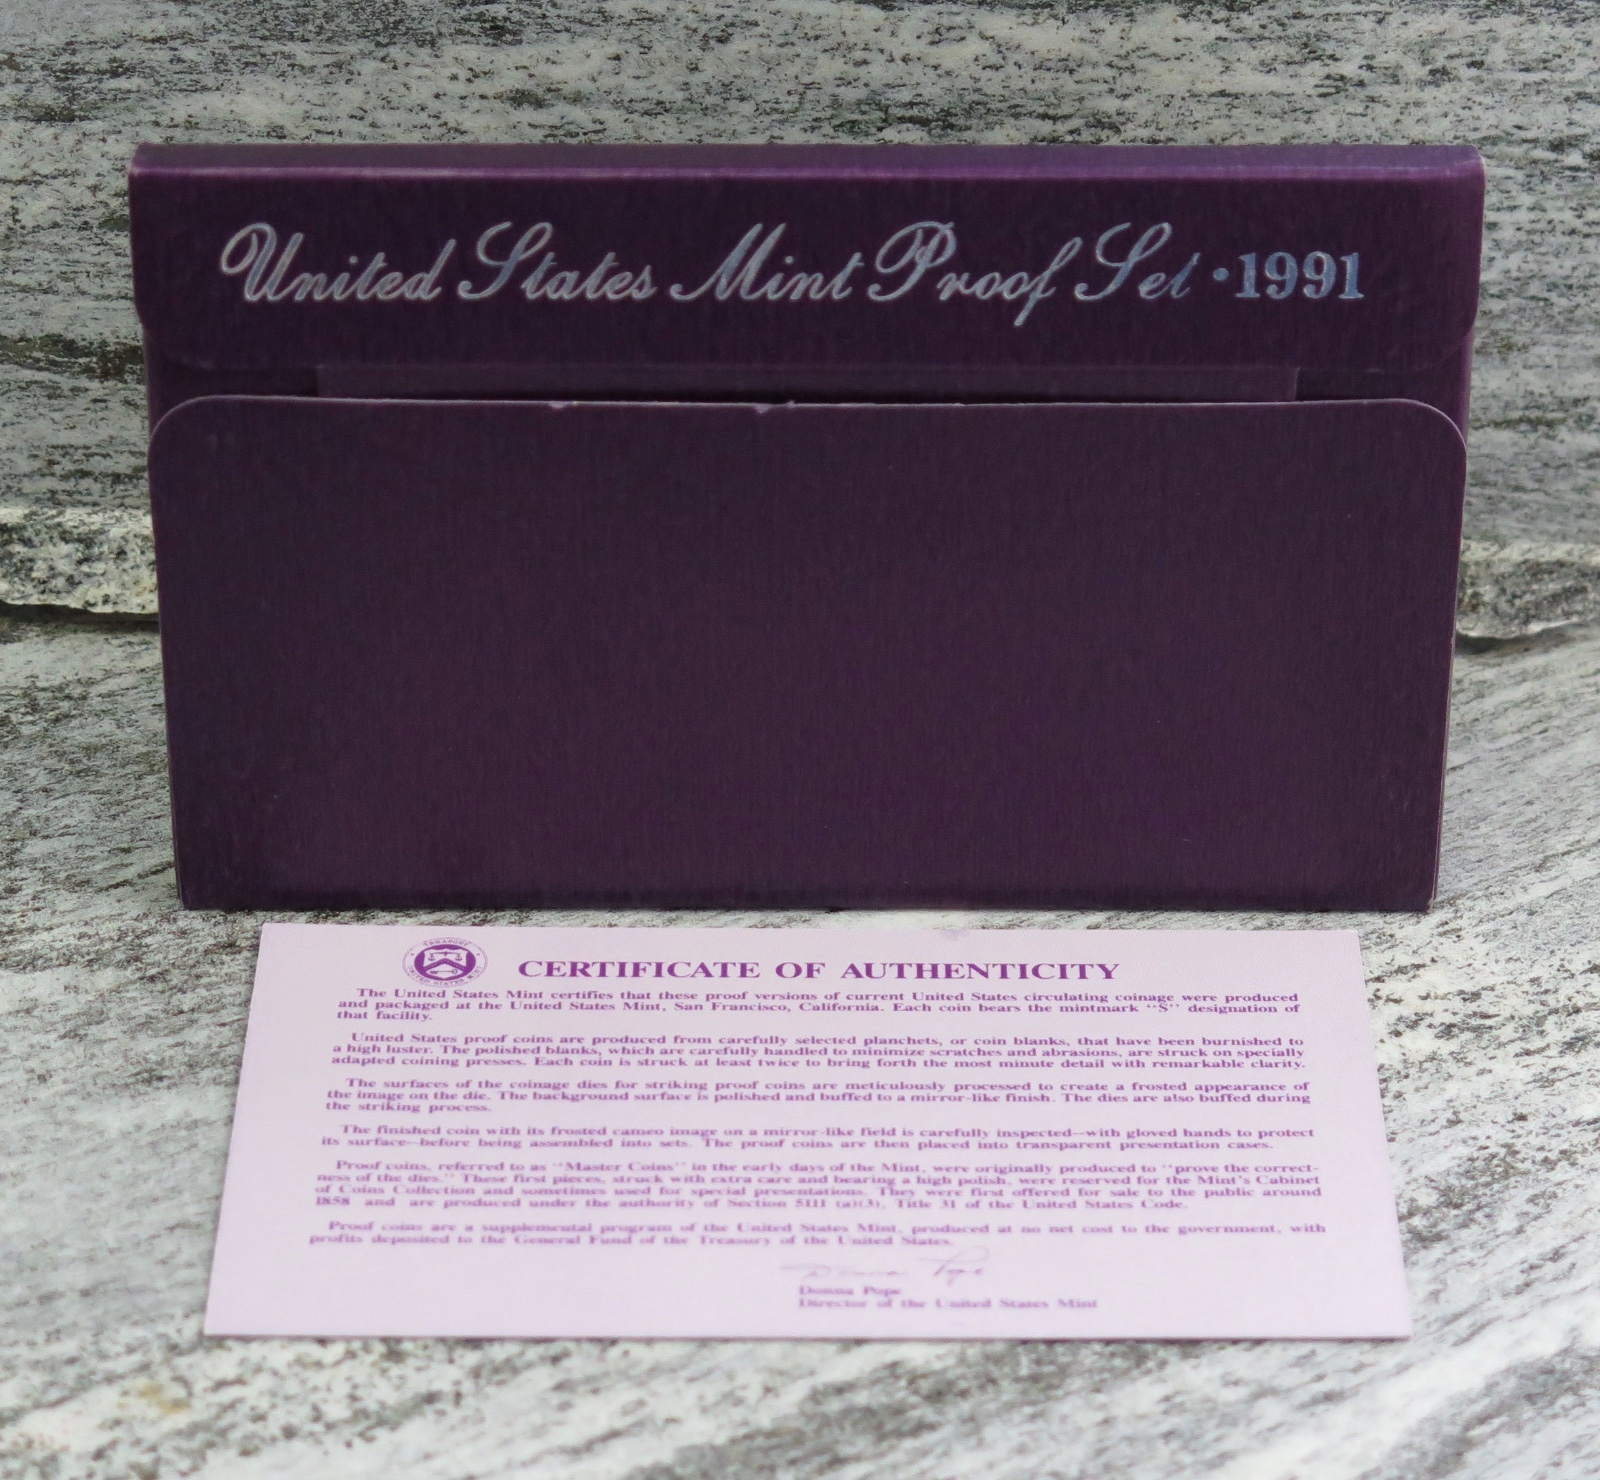 United States Mint Proof Set · 1991
TREASURY
UNITED STATES MINT
CERTIFICATE OF AUTHENTICITY
The United States Mint certifies that these proof versions of current United States circulating coinage were produced
and packaged at the United States Mint, San Francisco, California. Each coin bears the mintmark “S” designation of
that facility.
United States proof coins are produced from carefully selected planchets, or coin blanks, that have been burnished to
a high luster. The polished blanks, which are carefully handled to minimize scratches and abrasions, are struck on specially
adapted coining presses. Each coin is struck at least twice to bring forth the most minute detail with remarkable clarity.
The surfaces of the coinage dies for striking proof coins are meticulously processed to create a frosted appearance of
the image on the die. The background surface is polished and buffed to a mirror-like finish. The dies are also buffed during
the striking process.
The finished coin with its frosted cameo image on a mirror-like field is carefully inspected—with gloved hands to protect
its surface—before being assembled into sets. The proof coins are then placed into transparent presentation cases.
Proof coins, referred to as “Master Coins” in the early days of the Mint, were originally produced to “prove the correct-
ness of the dies.” These first pieces, struck with extra care and bearing a high polish, were reserved for the Mint's Cabinet
of Coins Collection and sometimes used for special presentations. They were first offered for sale to the public around
1858 and are produced under the authority of Section 5111 (a)(3), Title 31 of the United States Code.
Proof coins are a supplemental program of the United States Mint, produced at no net cost to the government, with
profits deposited to the General Fund of the Treasury of the United States.
Donna Pope
Donna Pope
Director of the United States Mint